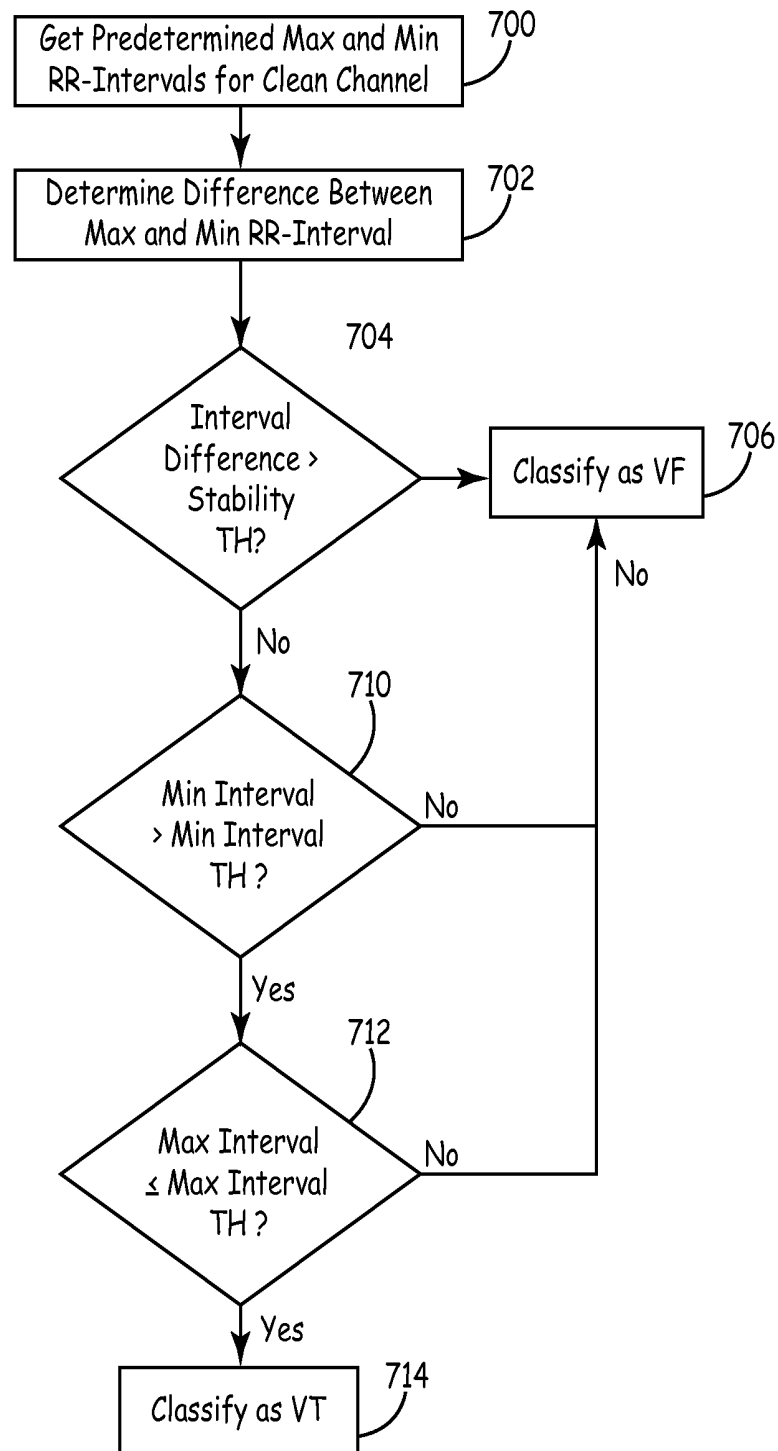 Get Predetermined Max and Min
RR-Intervals for Clean Channel
700
Determine Difference Between
Max and Min RR-Interval
702
704
Interval
Difference >
Stability
TH?
Classify as VF
706
No
No
710
Min Interval
> Min Interval
TH ?
No
Yes
712
Max Interval
≤ Max Interval
TH ?
No
Yes
Classify as VT
714